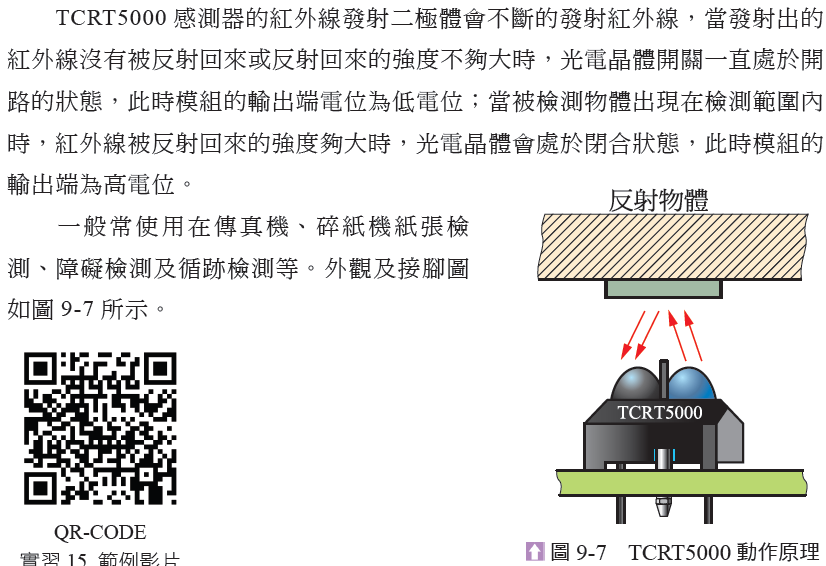 TCRT5000 感測器的紅外線發射二極體會不斷的發射紅外線，當發射出的
紅外線沒有被反射回來或反射回來的強度不夠大時，光電晶體開關一直處於開
路的狀態，此時模組的輸出端電位為低電位；當被檢測物體出現在檢測範圍內
時，紅外線被反射回來的強度夠大時，光電晶體會處於閉合狀態，此時模組的
輸出端為高電位。
一般常使用在傳真機、碎紙機紙張檢
測、障礙檢測及循跡檢測等。外觀及接腳圖
如圖 9-7 所示。
反射物體
TCRT5000
QR-CODE
實習 15 範例影片
圖 9-7 TCRT5000 動作原理